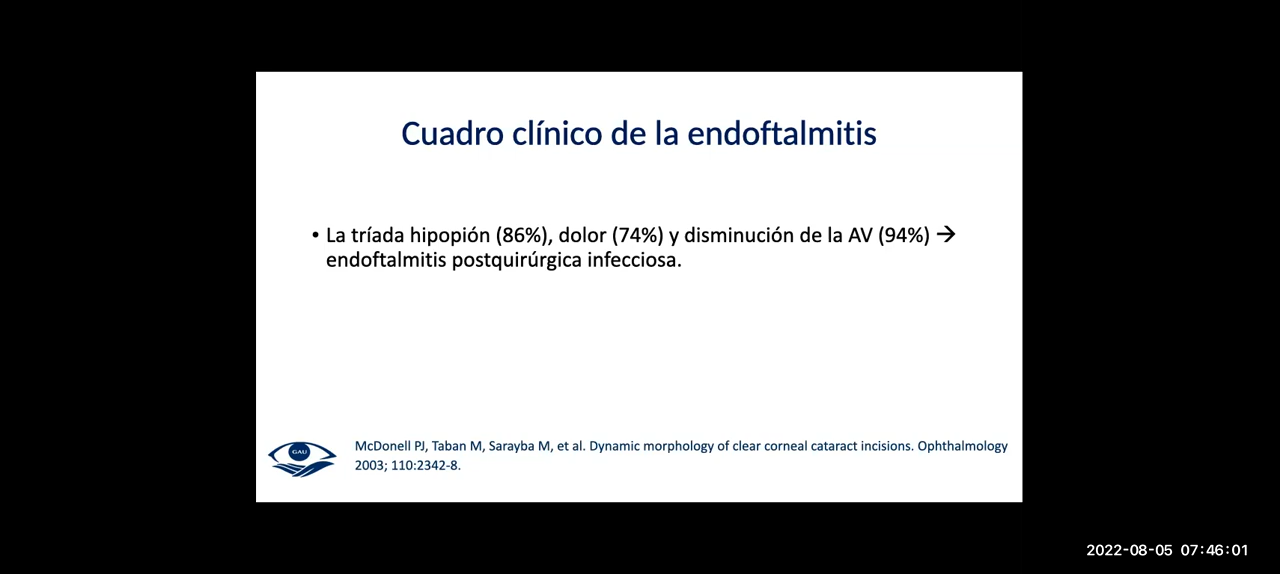 Cuadro clínico de la endoftalmitis
• La tríada hipopión (86%), dolor (74%) y disminución de la AV (94%) →
endoftalmitis postquirúrgica infecciosa.
GAU
McDonell PJ, Taban M, Sarayba M, et al. Dynamic morphology of clear corneal cataract incisions. Ophthalmology
2003; 110:2342-8.
2022-08-05 07:46:01